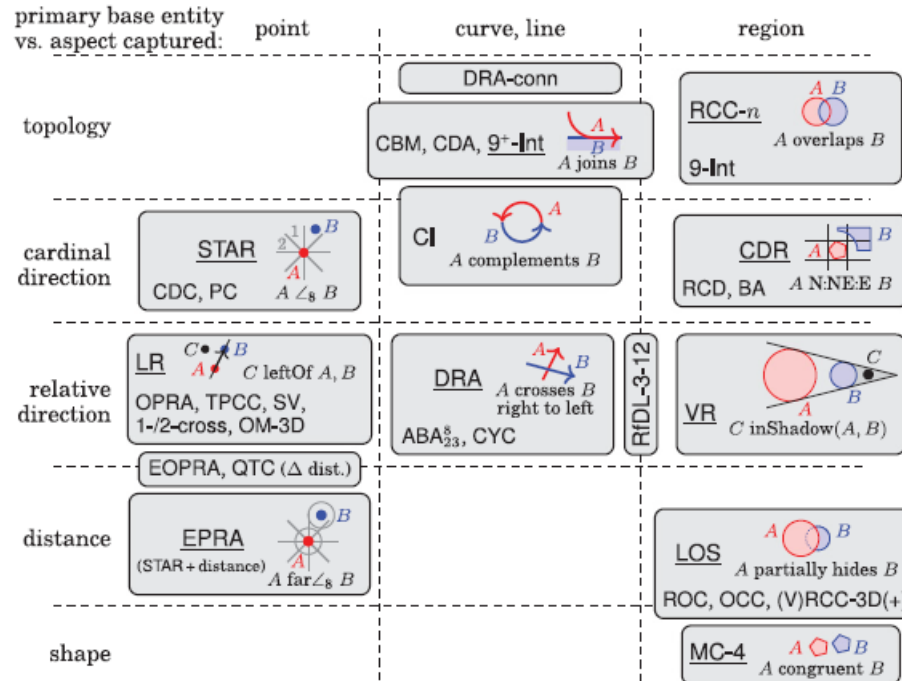 primary base entity
vs. aspect captured:
point
curve, line
region
topology
DRA-conn
CBM, CDA, 9⁺-Int
A
B
A joins B
RCC-n
A
B
A overlaps B
9-Int
cardinal
direction
STAR
1
2
A
B
CDC, PC
A ∠₈ B
CI
A
B
A complements B
CDR
A
B
RCD, BA
A N:NE:E B
relative
direction
LR
C
B
A
C leftOf A, B
OPRA, TPCC, SV,
1-/2-cross, OM-3D
DRA
A
B
A crosses B
right to left
ABA⁸₂₃, CYC
RfDL-3-12
VR
A
B
C
C inShadow(A, B)
EOPRA, QTC (Δ dist.)
distance
EPRA
(STAR + distance)
A
B
A far∠₈ B
LOS
A
B
A partially hides B
ROC, OCC, (V)RCC-3D(+)
shape
MC-4
A
B
A congruent B